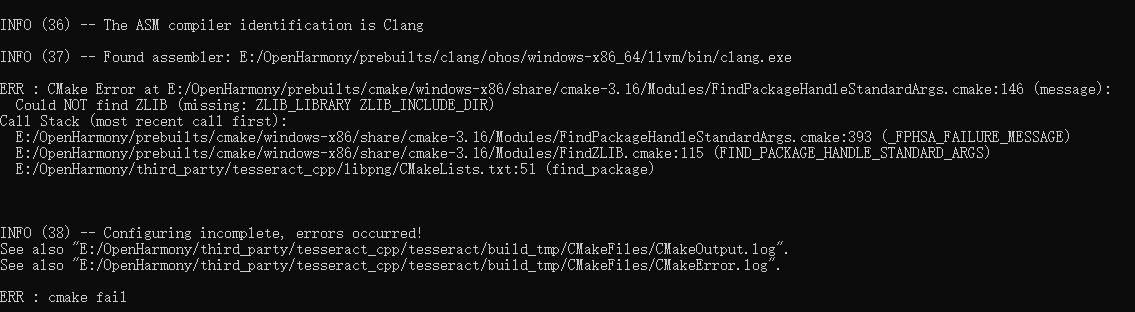 INFO (36) -- The ASM compiler identification is Clang
INFO (37) -- Found assembler: E:/OpenHarmony/prebuilts/clang/ohos/windows-x86_64/llvm/bin/clang.exe
ERR : CMake Error at E:/OpenHarmony/prebuilts/cmake/windows-x86/share/cmake-3.16/Modules/FindPackageHandleStandardArgs.cmake:146 (message):
  Could NOT find ZLIB (missing: ZLIB_LIBRARY ZLIB_INCLUDE_DIR)
Call Stack (most recent call first):
  E:/OpenHarmony/prebuilts/cmake/windows-x86/share/cmake-3.16/Modules/FindPackageHandleStandardArgs.cmake:393 (_FPHSA_FAILURE_MESSAGE)
  E:/OpenHarmony/prebuilts/cmake/windows-x86/share/cmake-3.16/Modules/FindZLIB.cmake:115 (FIND_PACKAGE_HANDLE_STANDARD_ARGS)
  E:/OpenHarmony/third_party/tesseract_cpp/libpng/CMakeLists.txt:51 (find_package)
INFO (38) -- Configuring incomplete, errors occurred!
See also "E:/OpenHarmony/third_party/tesseract_cpp/tesseract/build_tmp/CMakeFiles/CMakeOutput.log".
See also "E:/OpenHarmony/third_party/tesseract_cpp/tesseract/build_tmp/CMakeFiles/CMakeError.log".
ERR : cmake fail